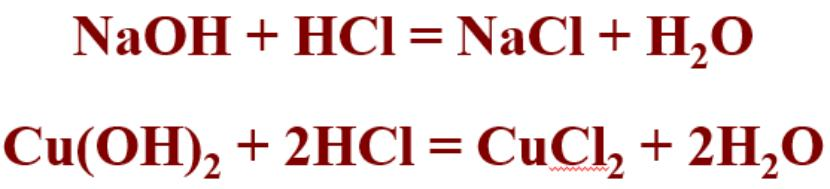 NaOH + HCl = NaCl + H₂O
Cu(OH)₂ + 2HCl = CuCl₂ + 2H₂O